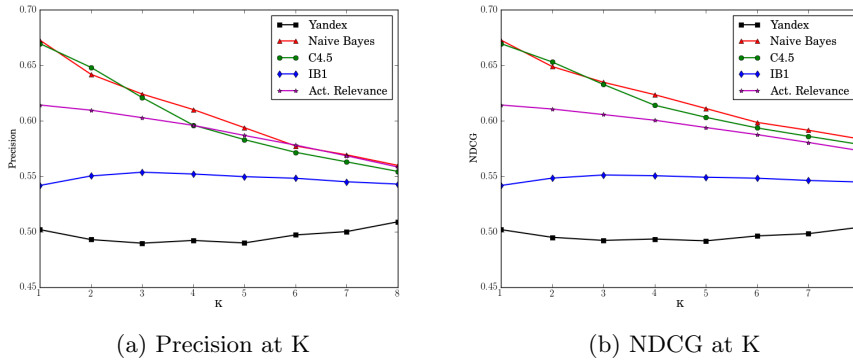 0.70
0.65
0.60
0.55
0.50
0.45
Precision
1 2 3 4 5 6 7 8
K
Yandex
Naive Bayes
C4.5
IB1
Act. Relevance
(a) Precision at K
0.70
0.65
0.60
0.55
0.50
0.45
NDCG
1 2 3 4 5 6 7
K
Yandex
Naive Bayes
C4.5
IB1
Act. Relevance
(b) NDCG at K